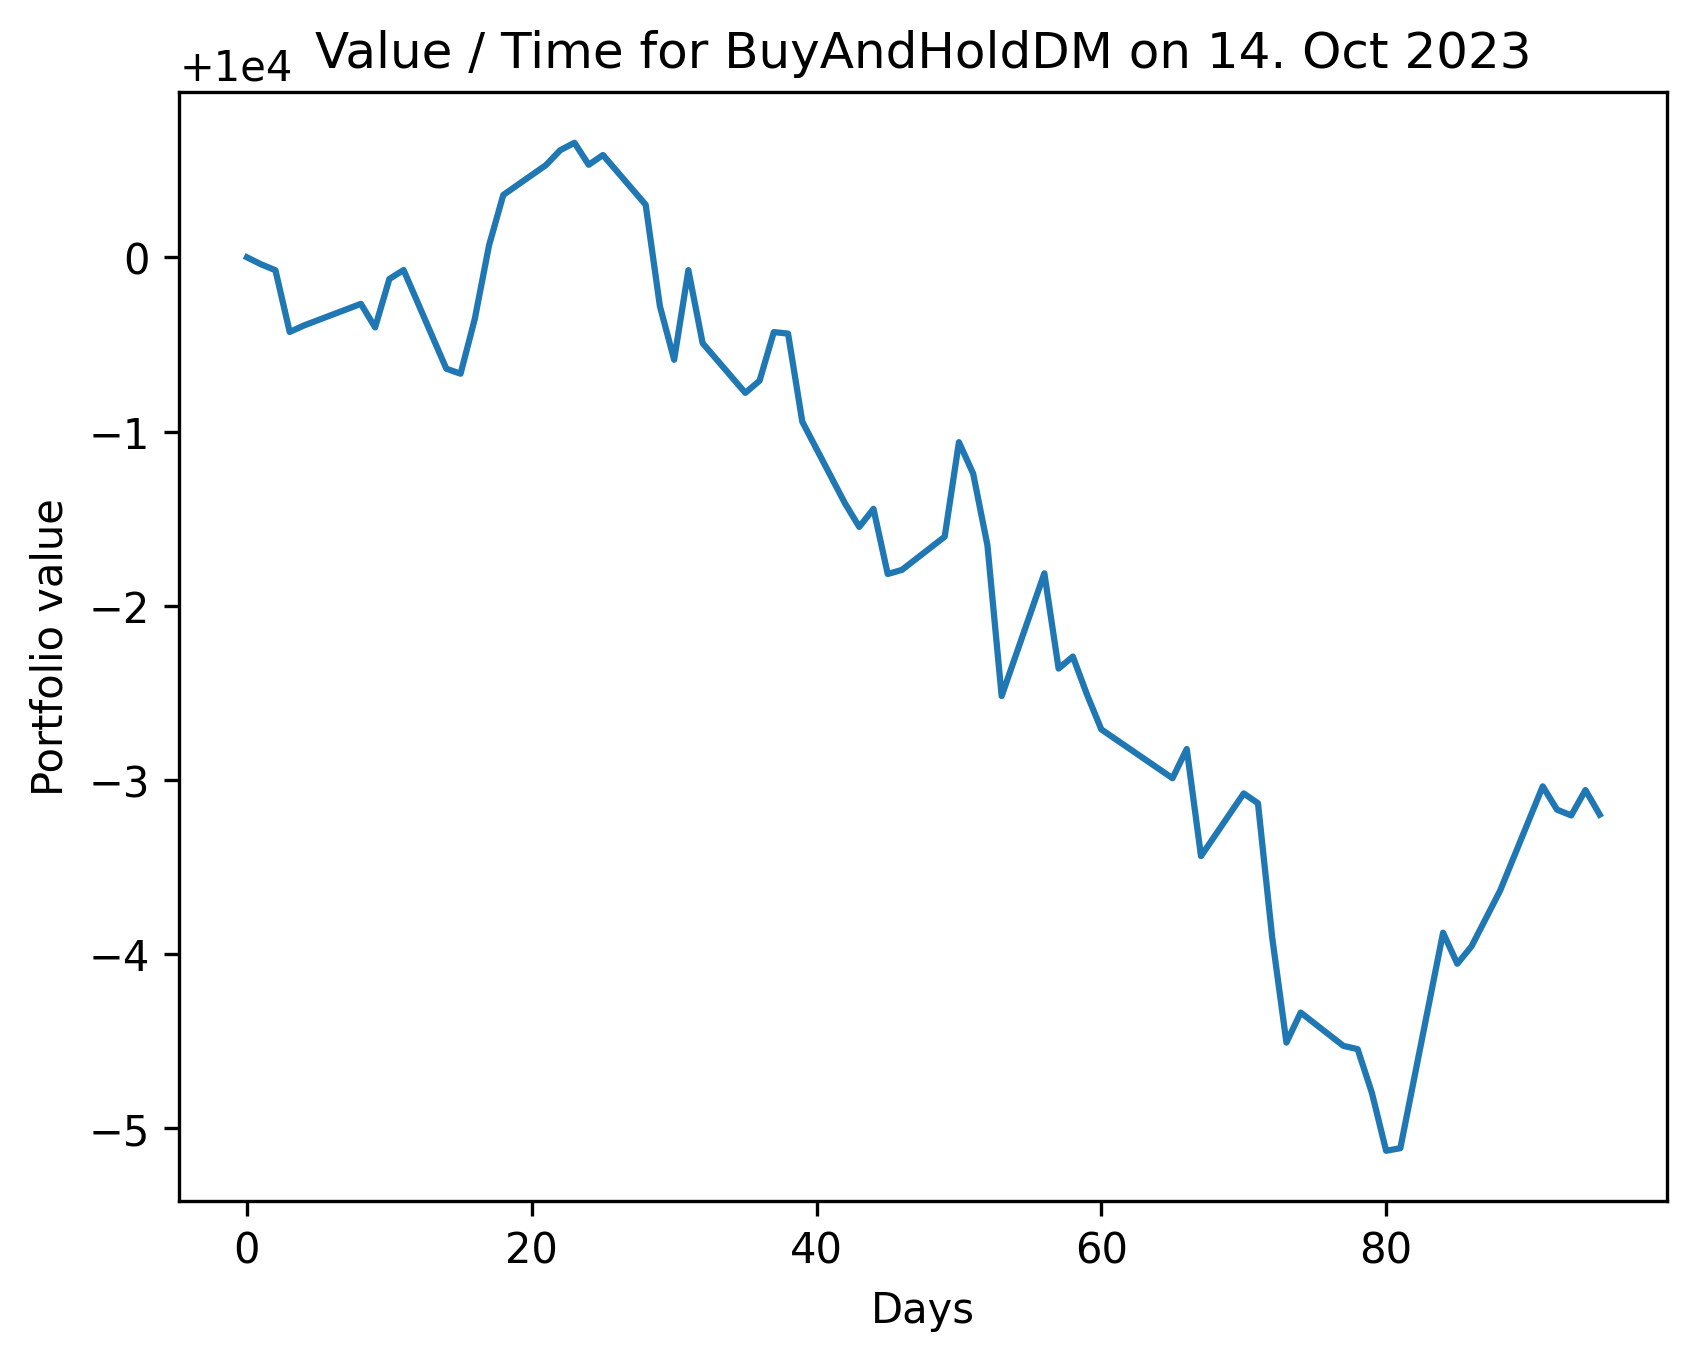 Value / Time for BuyAndHoldDM on 14. Oct 2023
+1e4
0
−1
−2
−3
−4
−5
Portfolio value
0 20 40 60 80
Days